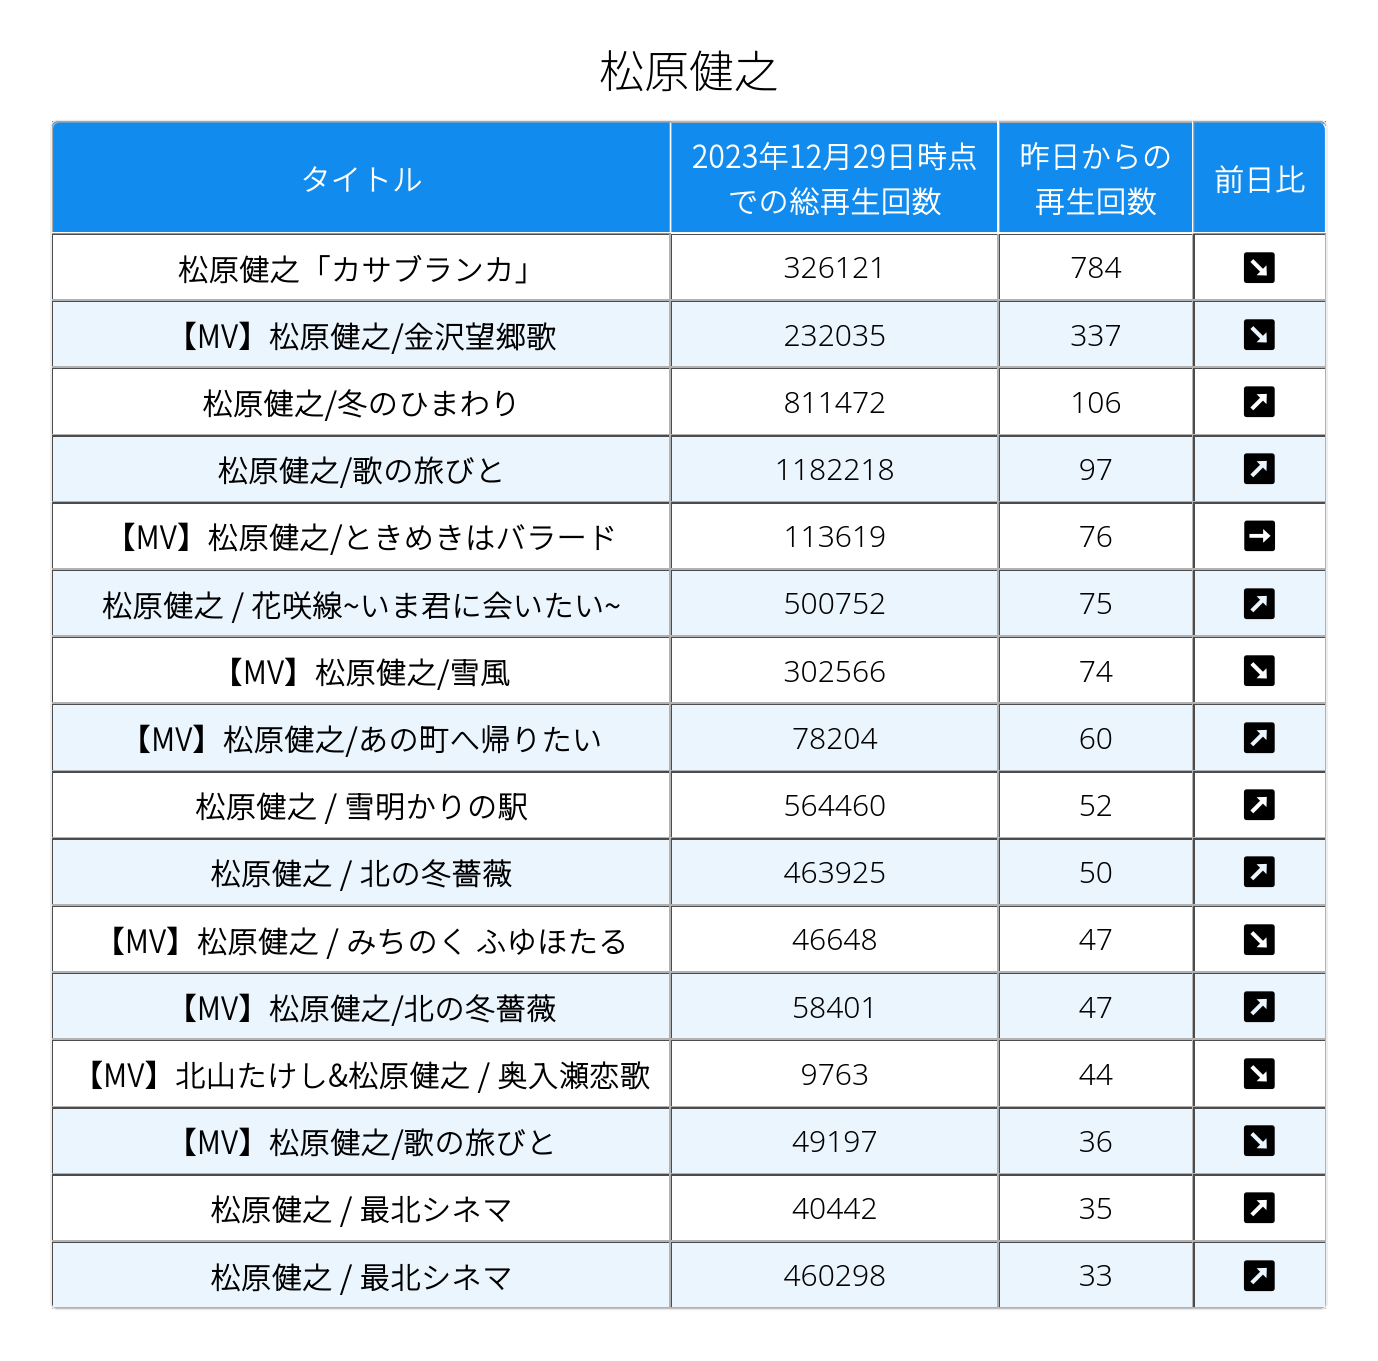 松原健之
タイトル 2023年12月29日時点での総再生回数 昨日からの再生回数 前日比
松原健之「カサブランカ」 326121 784 ↘
【MV】松原健之/金沢望郷歌 232035 337 ↘
松原健之/冬のひまわり 811472 106 ↗
松原健之/歌の旅びと 1182218 97 ↗
【MV】松原健之/ときめきはバラード 113619 76 →
松原健之 / 花咲線~いま君に会いたい~ 500752 75 ↗
【MV】松原健之/雪風 302566 74 ↘
【MV】松原健之/あの町へ帰りたい 78204 60 ↗
松原健之 / 雪明かりの駅 564460 52 ↗
松原健之 / 北の冬薔薇 463925 50 ↗
【MV】松原健之 / みちのく ふゆほたる 46648 47 ↘
【MV】松原健之/北の冬薔薇 58401 47 ↗
【MV】北山たけし&松原健之 / 奥入瀬恋歌 9763 44 ↘
【MV】松原健之/歌の旅びと 49197 36 ↘
松原健之 / 最北シネマ 40442 35 ↗
松原健之 / 最北シネマ 460298 33 ↗